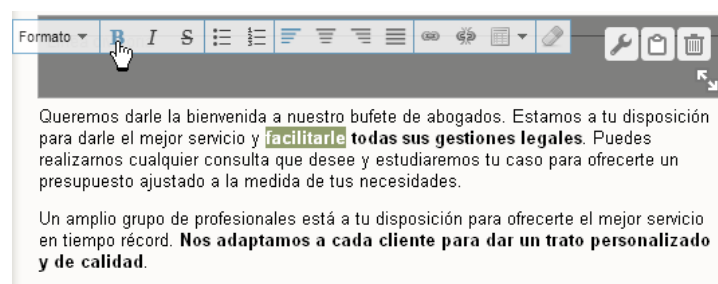 Formato B I S
Queremos darle la bienvenida a nuestro bufete de abogados. Estamos a tu disposición
para darle el mejor servicio y facilitarle todas sus gestiones legales. Puedes
realizarnos cualquier consulta que desee y estudiaremos tu caso para ofrecerte un
presupuesto ajustado a la medida de tus necesidades.
Un amplio grupo de profesionales está a tu disposición para ofrecerte el mejor servicio
en tiempo récord. Nos adaptamos a cada cliente para dar un trato personalizado
y de calidad.